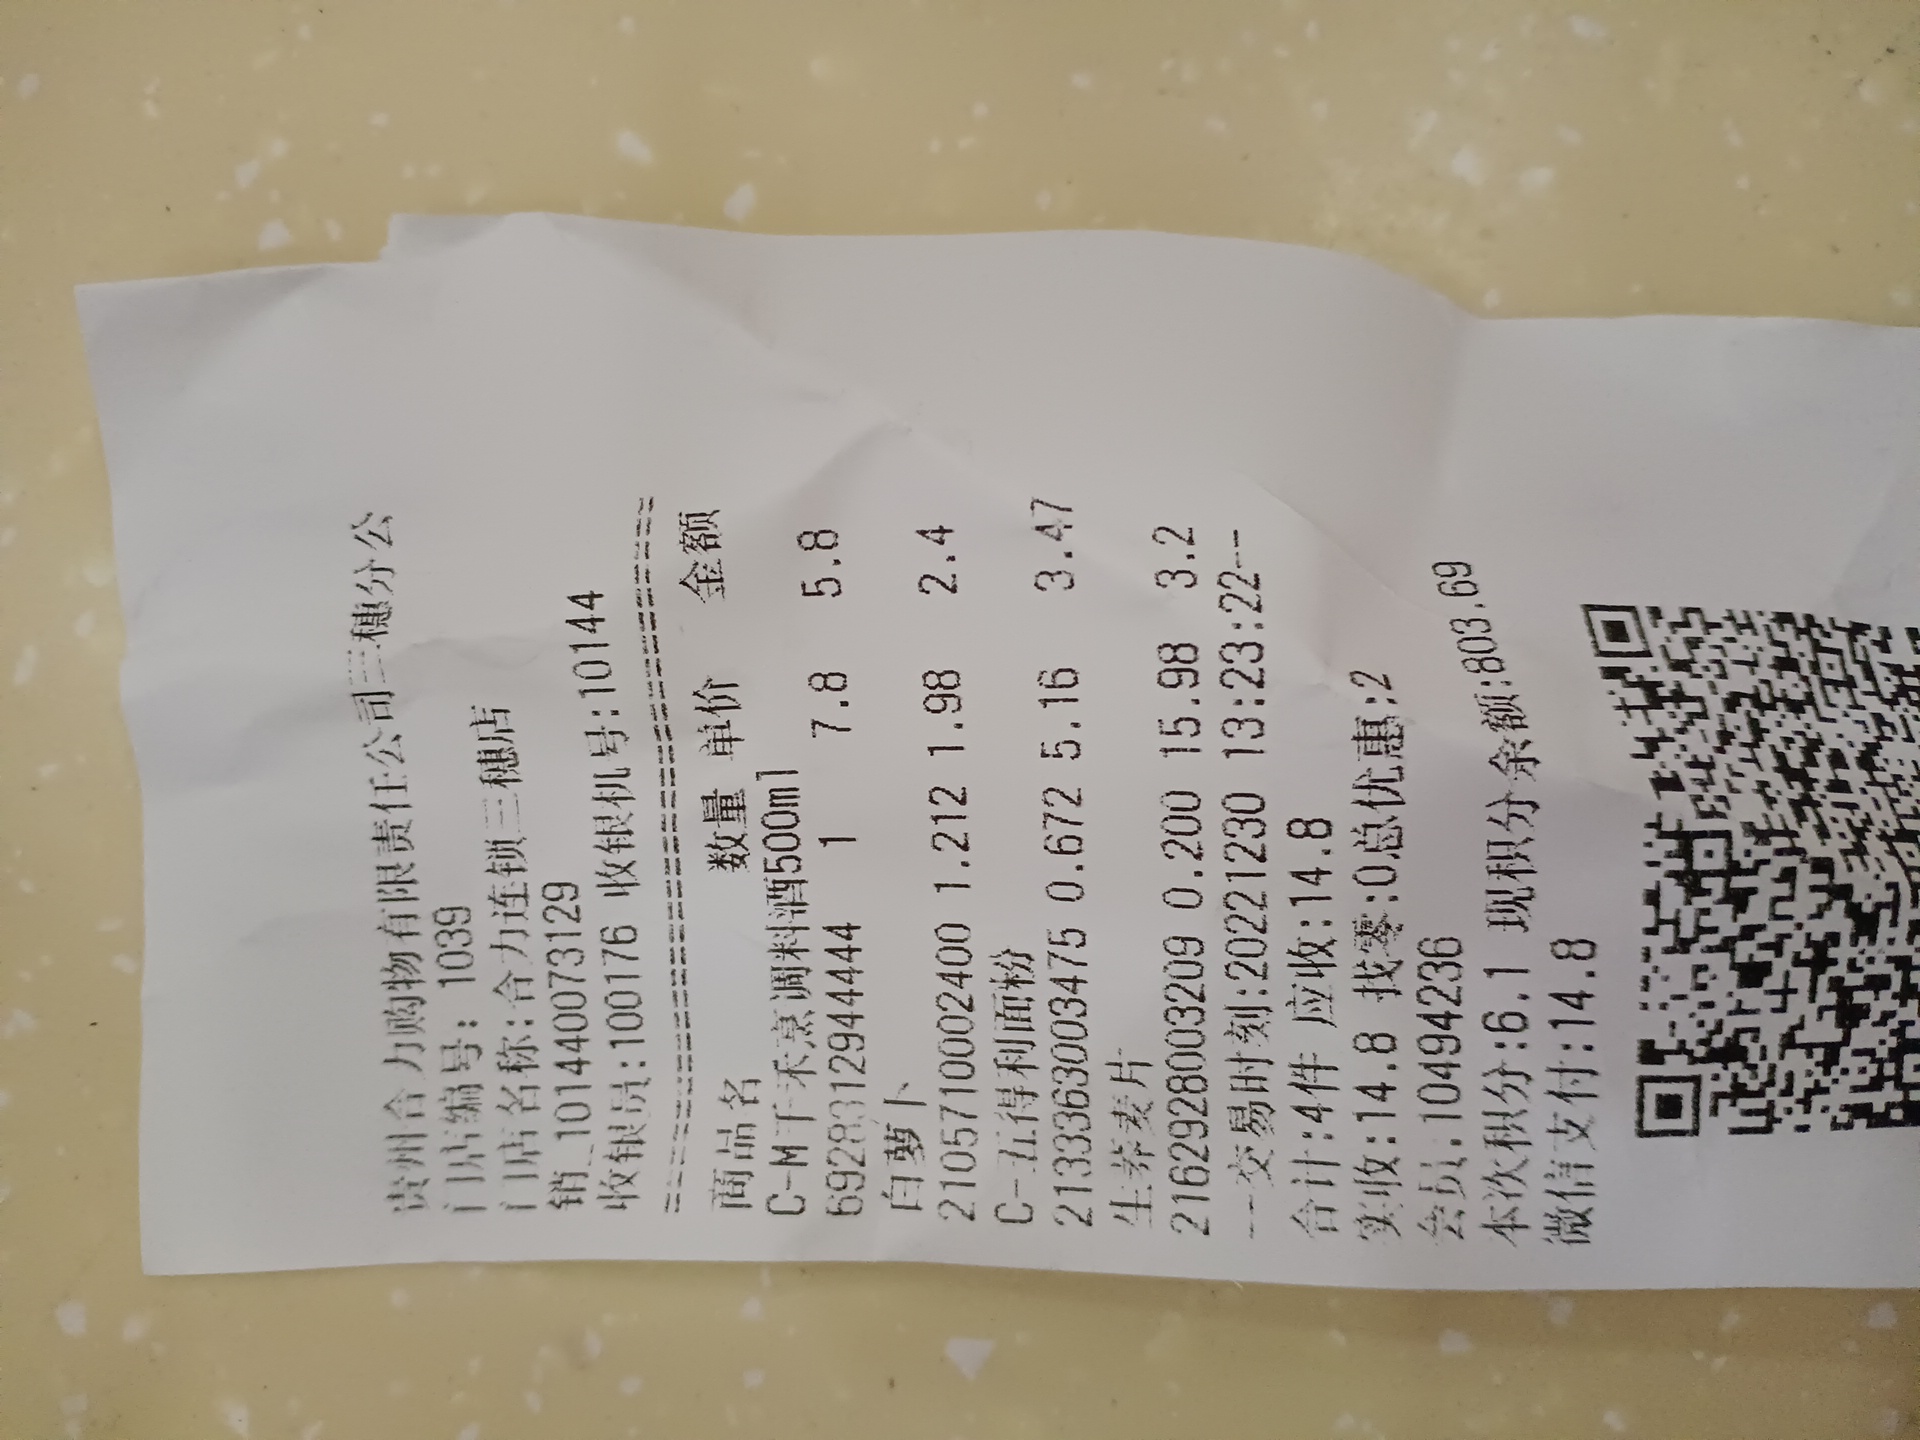 贵州合力购物有限责任公司三穗分公
门店编号: 1039
门店名称:合力连锁三穗店
销_101440073129
收银员:100176 收银机号:10144
==============================
商品名 数量 单价 金额
C-M千禾烹调料酒500ml
6928312944444 1 7.8 5.8
白萝卜
2105710002400 1.212 1.98 2.4
C-五得利面粉
2133363003475 0.672 5.16 3.47
生荞麦片
2162928003209 0.200 15.98 3.2
--交易时刻:20221230 13:23:22--
合计:4件 应收:14.8
实收:14.8 找零:0总优惠:2
会员:10494236
本次积分:6.1 现积分余额:803.69
微信支付:14.8